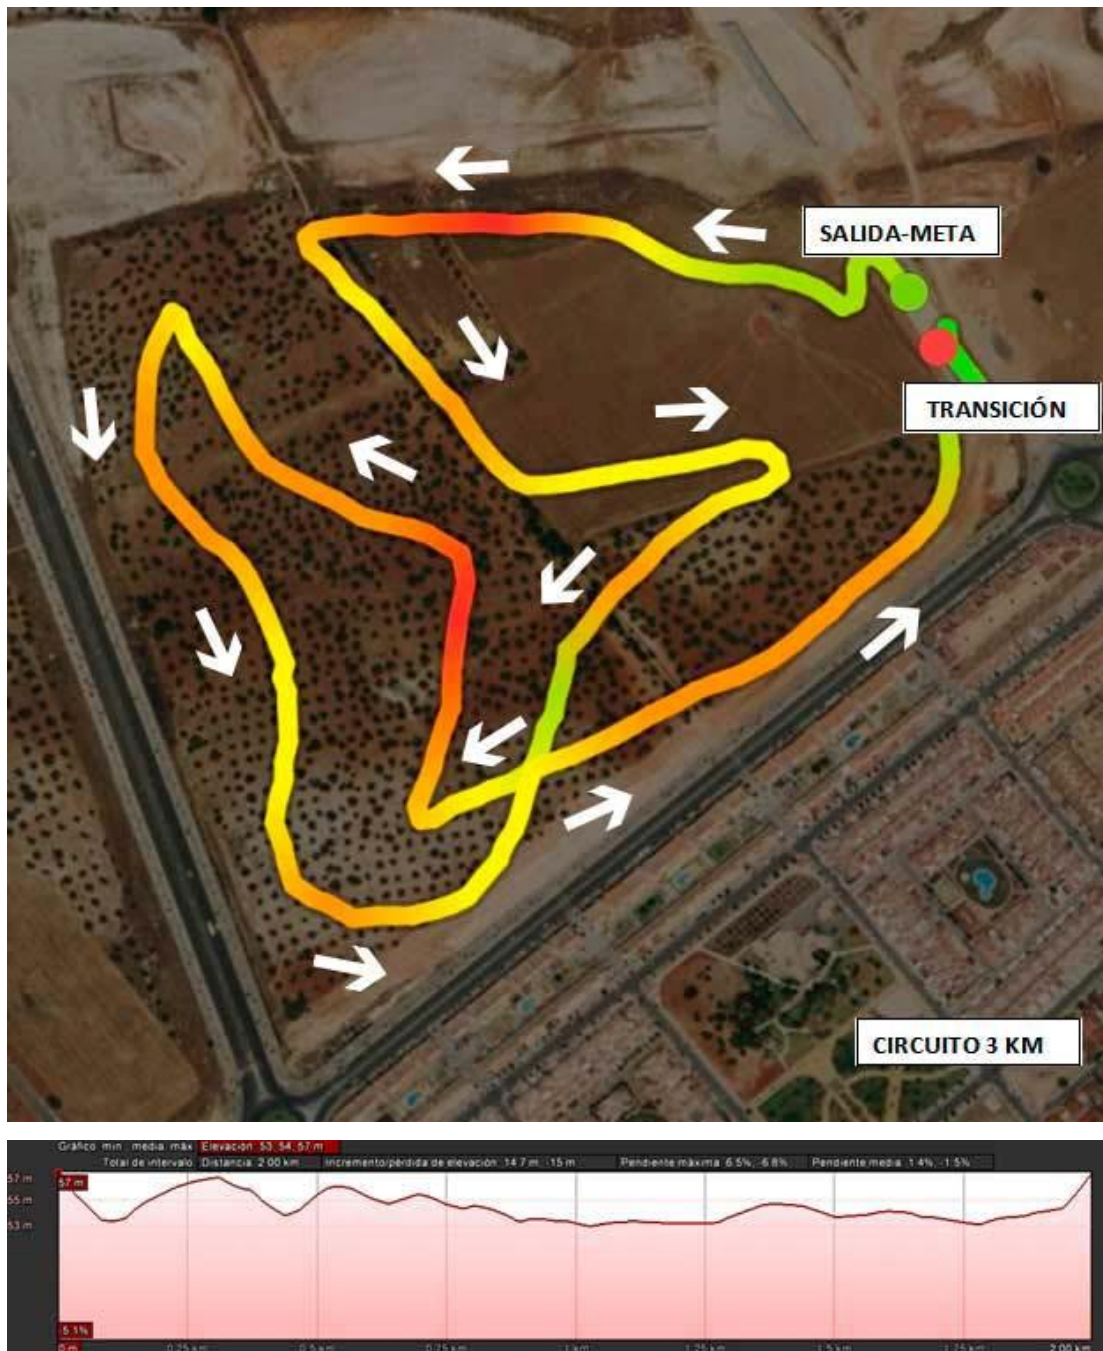 SALIDA-META
TRANSICIÓN
CIRCUITO 3 KM
Gráfico mín., media, máx Elevación: 53, 54, 57 m
Total de intervalo: Distancia: 2.00 km Incremento/pérdida de elevación: 14.7 m, -15 m Pendiente máxima: 6.5%, -6.8% Pendiente media: 1.4%, -1.5%
57 m
57 m
55 m
53 m
5.1%
0 m 0.25 km 0.5 km 0.75 km 1 km 1.25 km 1.5 km 1.75 km 2.00 km